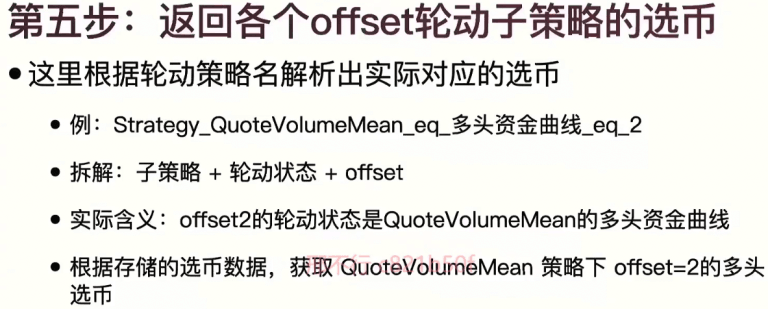 第五步：返回各个offset轮动子策略的选币
• 这里根据轮动策略名解析出实际对应的选币
• 例：Strategy_QuoteVolumeMean_eq_多头资金曲线_eq_2
• 拆解：子策略 + 轮动状态 + offset
• 实际含义：offset2的轮动状态是QuoteVolumeMean的多头资金曲线
• 根据存储的选币数据，获取 QuoteVolumeMean 策略下 offset=2的多头
选币